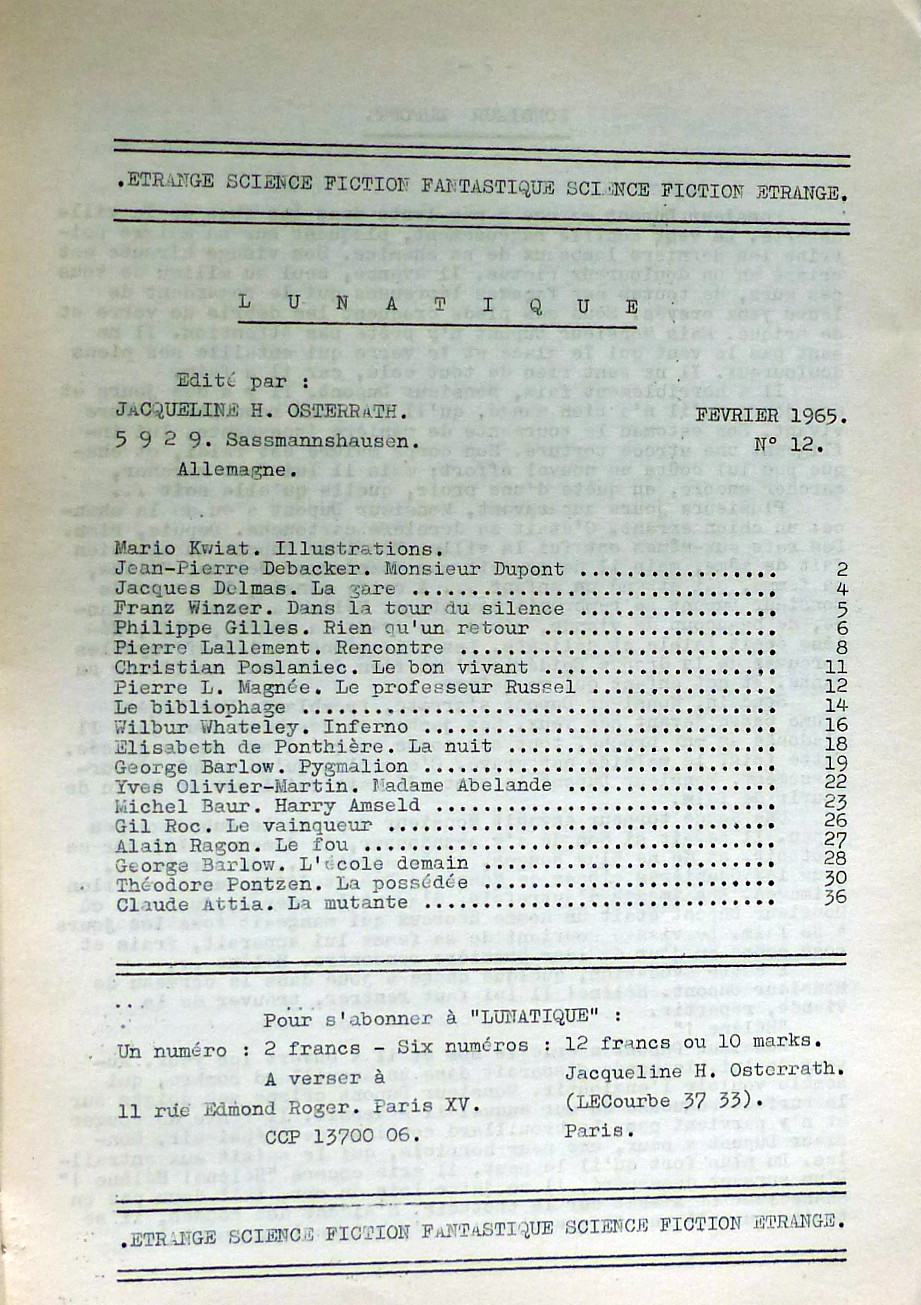 .ETRANGE SCIENCE FICTION FANTASTIQUE SCIENCE FICTION ETRANGE.
L U N A T I Q U E
Edité par :
JACQUELINE H. OSTERRATH.
FEVRIER 1965.
5 9 2 9. Sassmannshausen.
N° 12.
Allemagne.
Mario Kwiat. Illustrations.
Jean-Pierre Debacker. Monsieur Dupont ................. 2
Jacques Delmas. La gare ............................... 4
Franz Winzer. Dans la tour du silence .................. 5
Philippe Gilles. Rien qu'un retour .................... 6
Pierre Lallement. Rencontre ........................... 8
Christian Poslaniec. Le bon vivant ..................... 11
Pierre L. Magnée. Le professeur Russel ................ 12
Le bibliophage ......................................... 14
Wilbur Whateley. Inferno .............................. 16
Elisabeth de Ponthière. La nuit ....................... 18
George Barlow. Pygmalion .............................. 19
Yves Olivier-Martin. Madame Abelande ................... 22
Michel Baur. Harry Amseld ............................. 23
Gil Roc. Le vainqueur ................................. 26
Alain Ragon. Le fou ................................... 27
George Barlow. L'école demain ......................... 28
Théodore Pontzen. La possédée ......................... 30
Claude Attia. La mutante .............................. 36
Pour s'abonner à "LUNATIQUE" :
Un numéro : 2 francs - Six numéros : 12 francs ou 10 marks.
A verser à Jacqueline H. Osterrath.
11 rue Edmond Roger. Paris XV. (LECourbe 37 33).
CCP 13700 06. Paris.
.ETRANGE SCIENCE FICTION FANTASTIQUE SCIENCE FICTION ETRANGE.